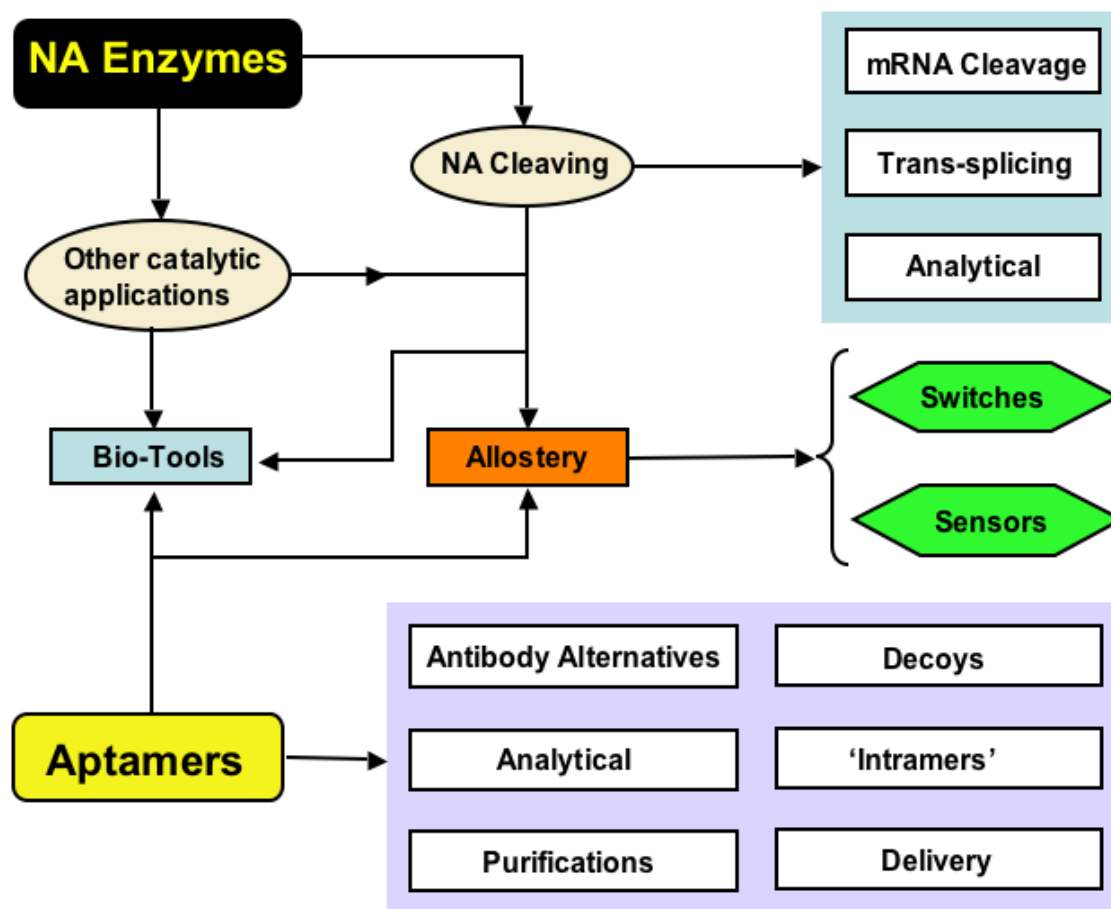 NA Enzymes
mRNA Cleavage
NA Cleaving
Trans-splicing
Other catalytic
applications
Analytical
Switches
Bio-Tools
Allostery
Sensors
Antibody Alternatives
Decoys
Aptamers
Analytical
‘Intramers’
Purifications
Delivery